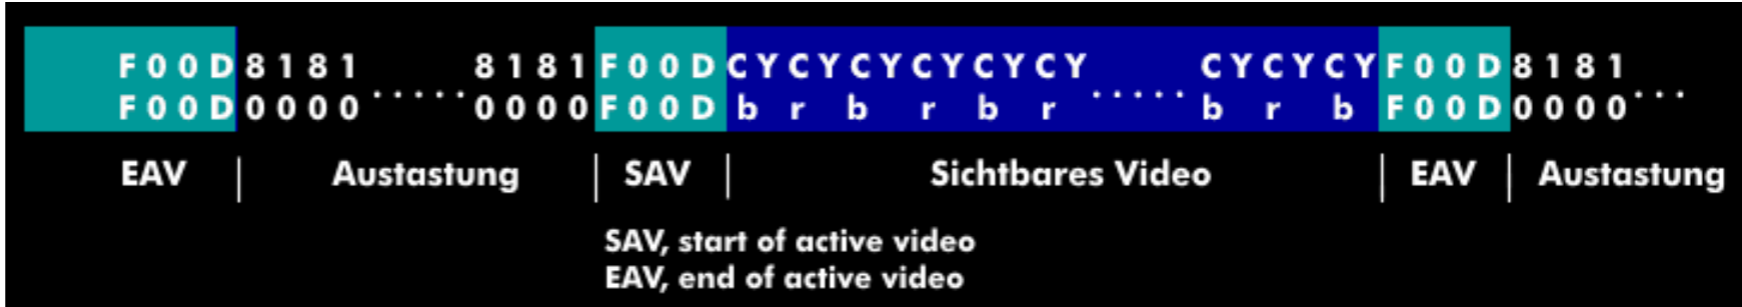 F 0 0 D 8 1 8 1 ..... 8 1 8 1 F 0 0 D C Y C Y C Y C Y C Y C Y ..... C Y C Y C Y F 0 0 D 8 1 8 1 ...
F 0 0 D 0 0 0 0 0 0 0 0 F 0 0 D b r b r b r b r b F 0 0 D 0 0 0 0
EAV | Austastung | SAV | Sichtbares Video | EAV | Austastung
SAV, start of active video
EAV, end of active video